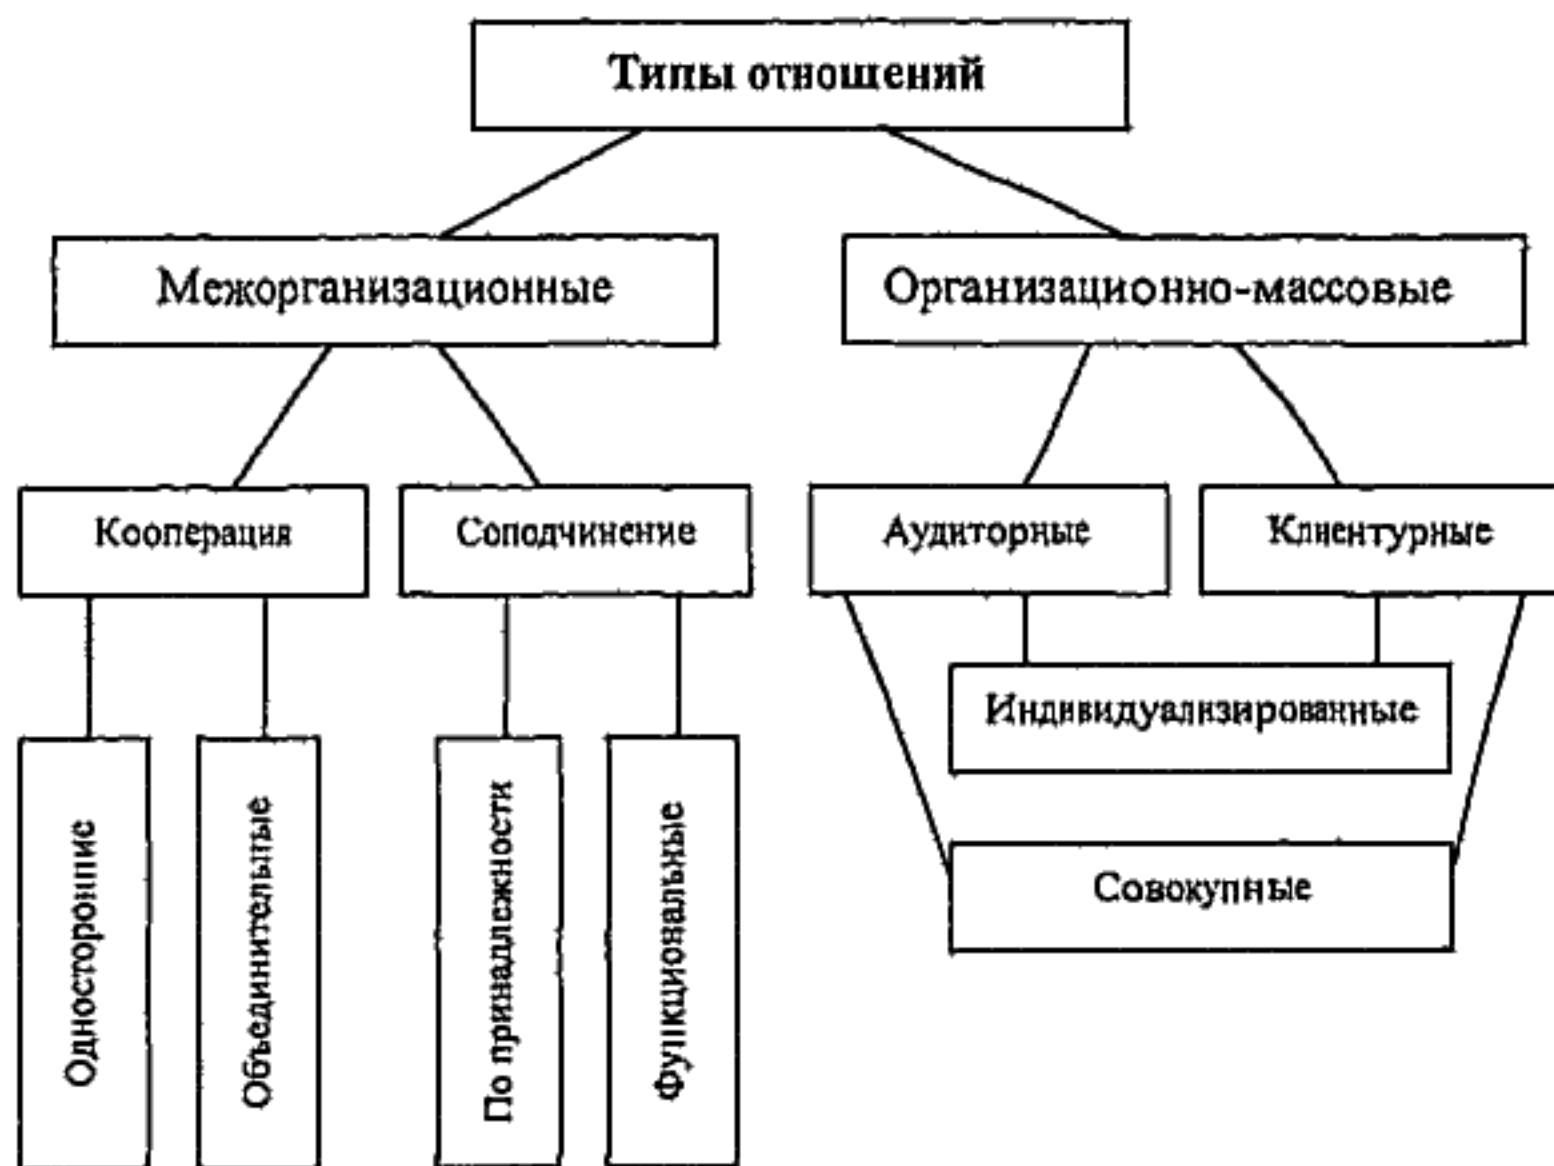 Типы отношений
Межорганизационные
Организационно-массовые
Кооперация
Соподчинение
Аудиторные
Клиентурные
Индивидуализированные
Совокупные
Односторонние
Объединительные
По принадлежности
Функциональные